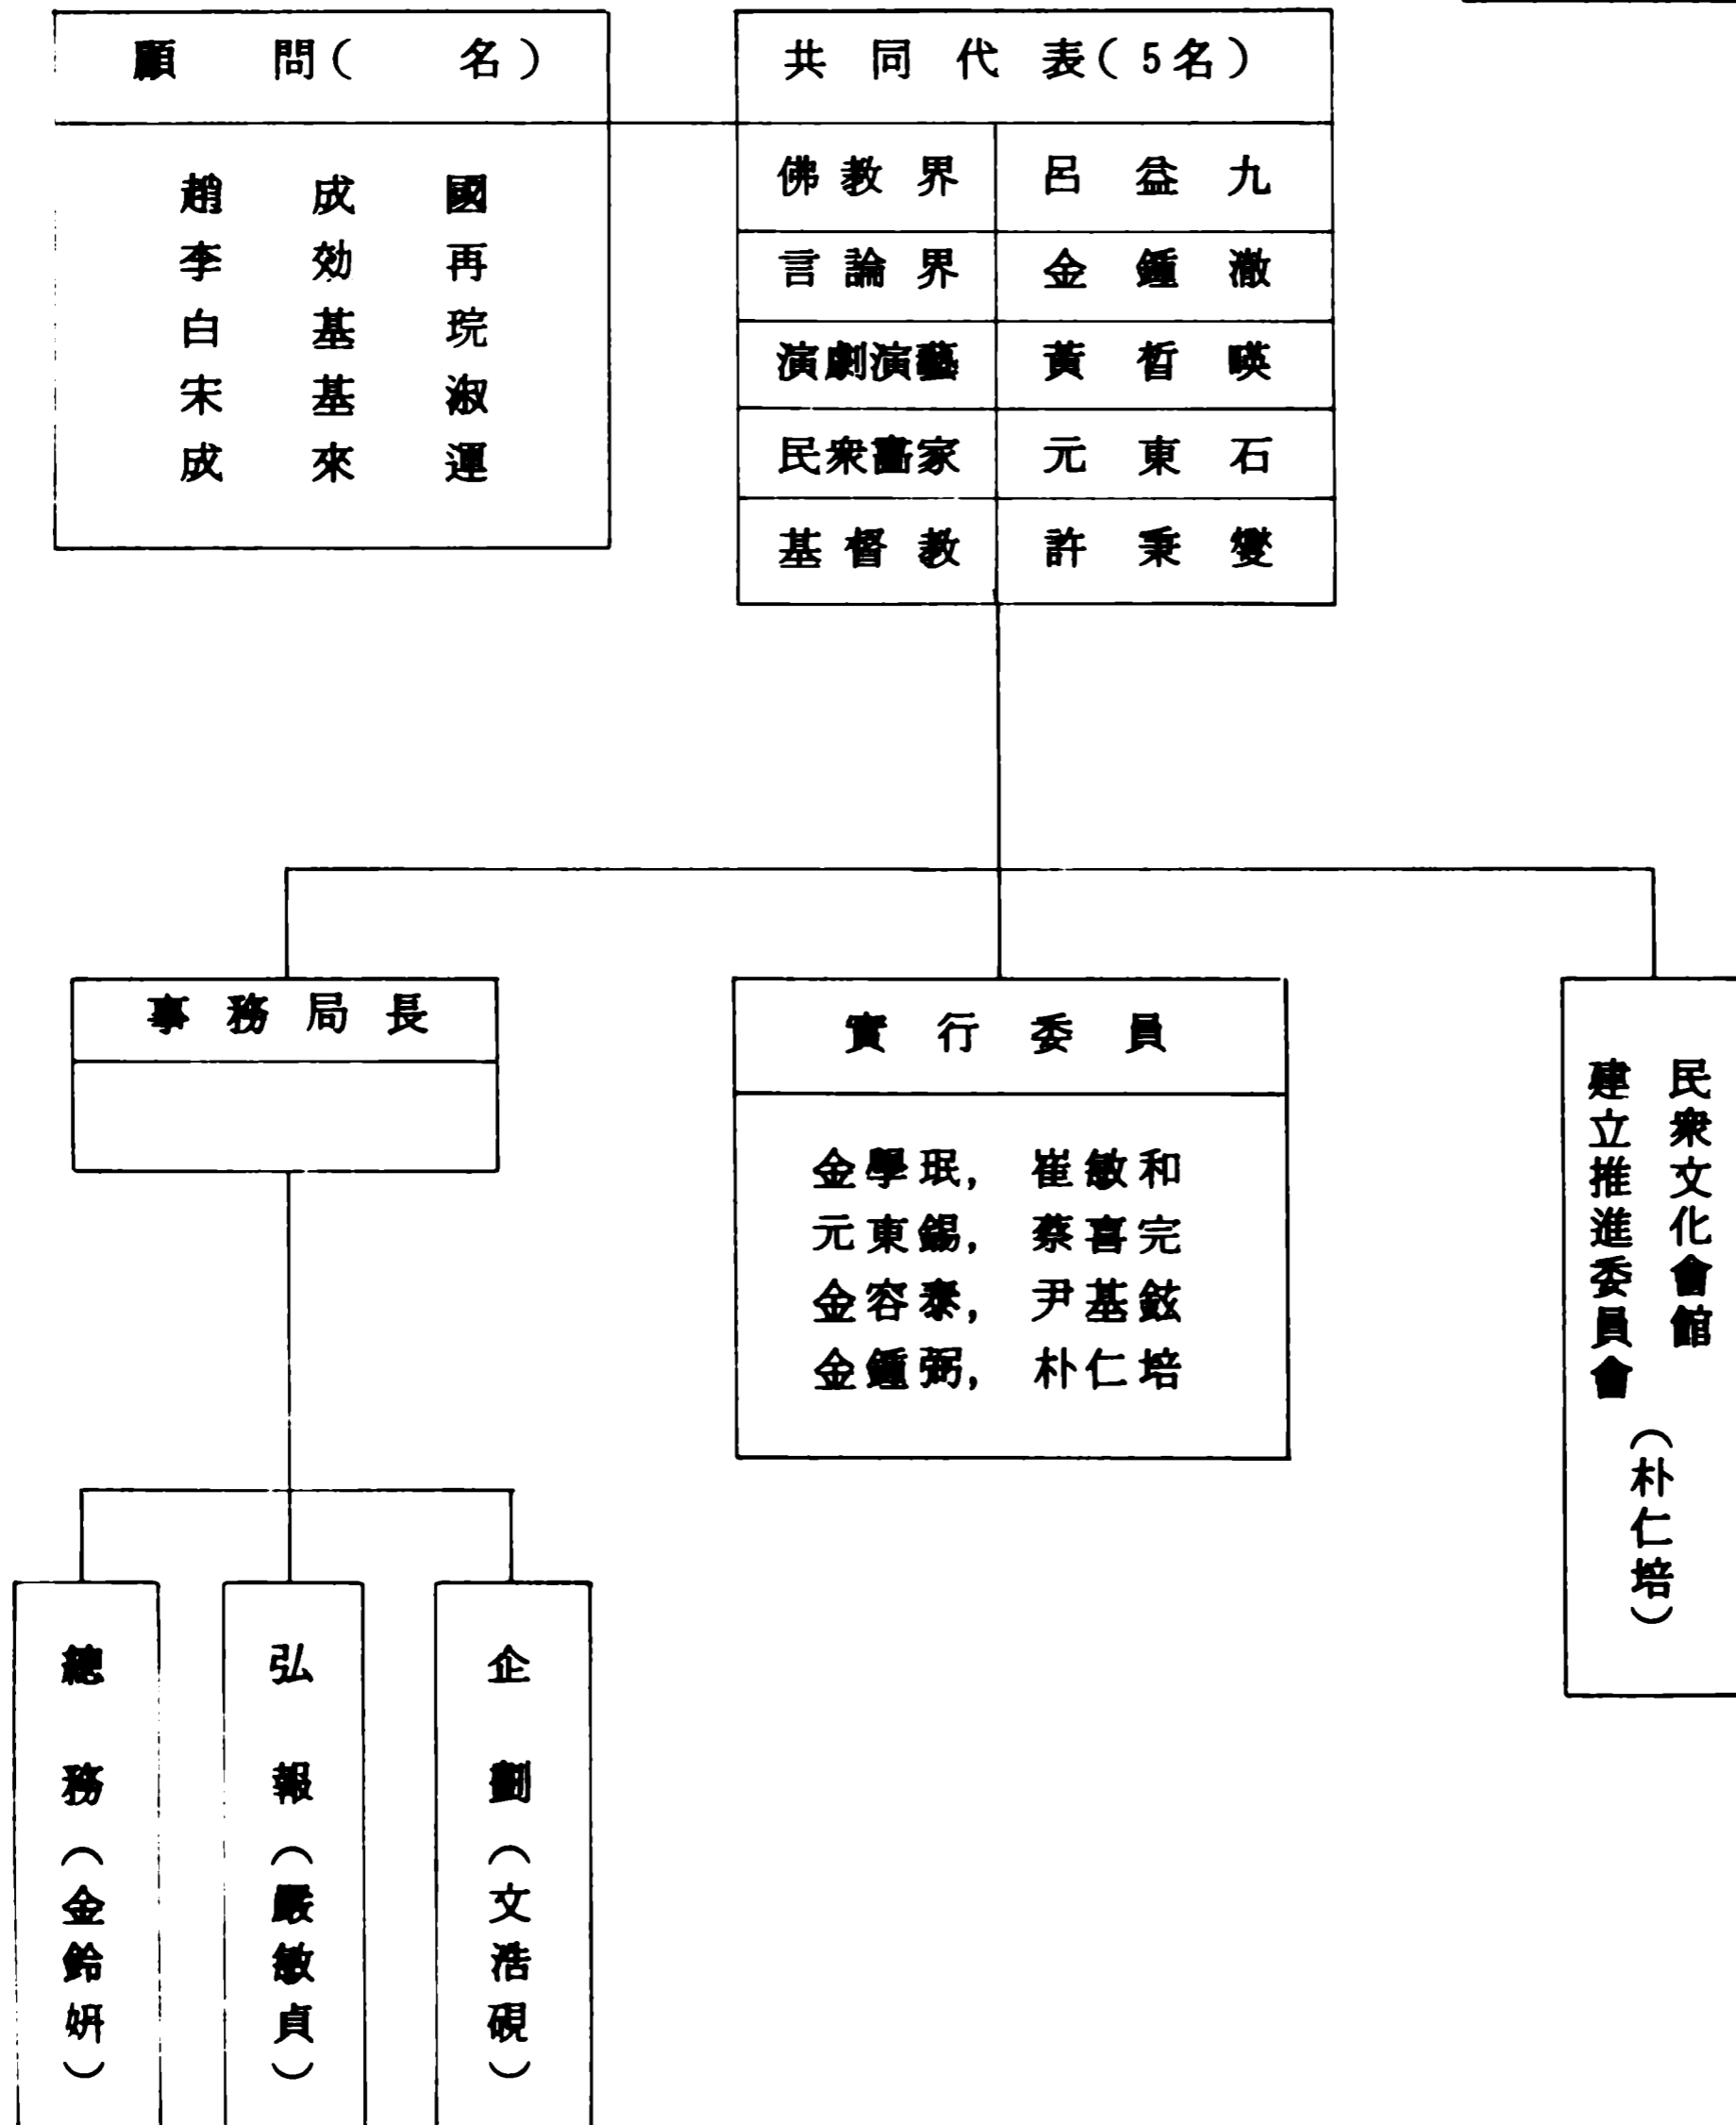 顧問( 名)
趙成國
李効再
白基琓
宋基淑
成來運
共同代表(5名)
佛教界 呂益九
言論界 金鍾澈
演劇演藝 黃晳暎
民衆畵家 元東石
基督教 許秉燮
事務局長
實行委員
金學珉, 崔敏和
元東錫, 蔡喜完
金容泰, 尹基鉉
金鍾弼, 朴仁培
民衆文化會館
建立推進委員會
(朴仁培)
總務(金鈴姸)
弘報(嚴敏貞)
企劃(文浩硯)